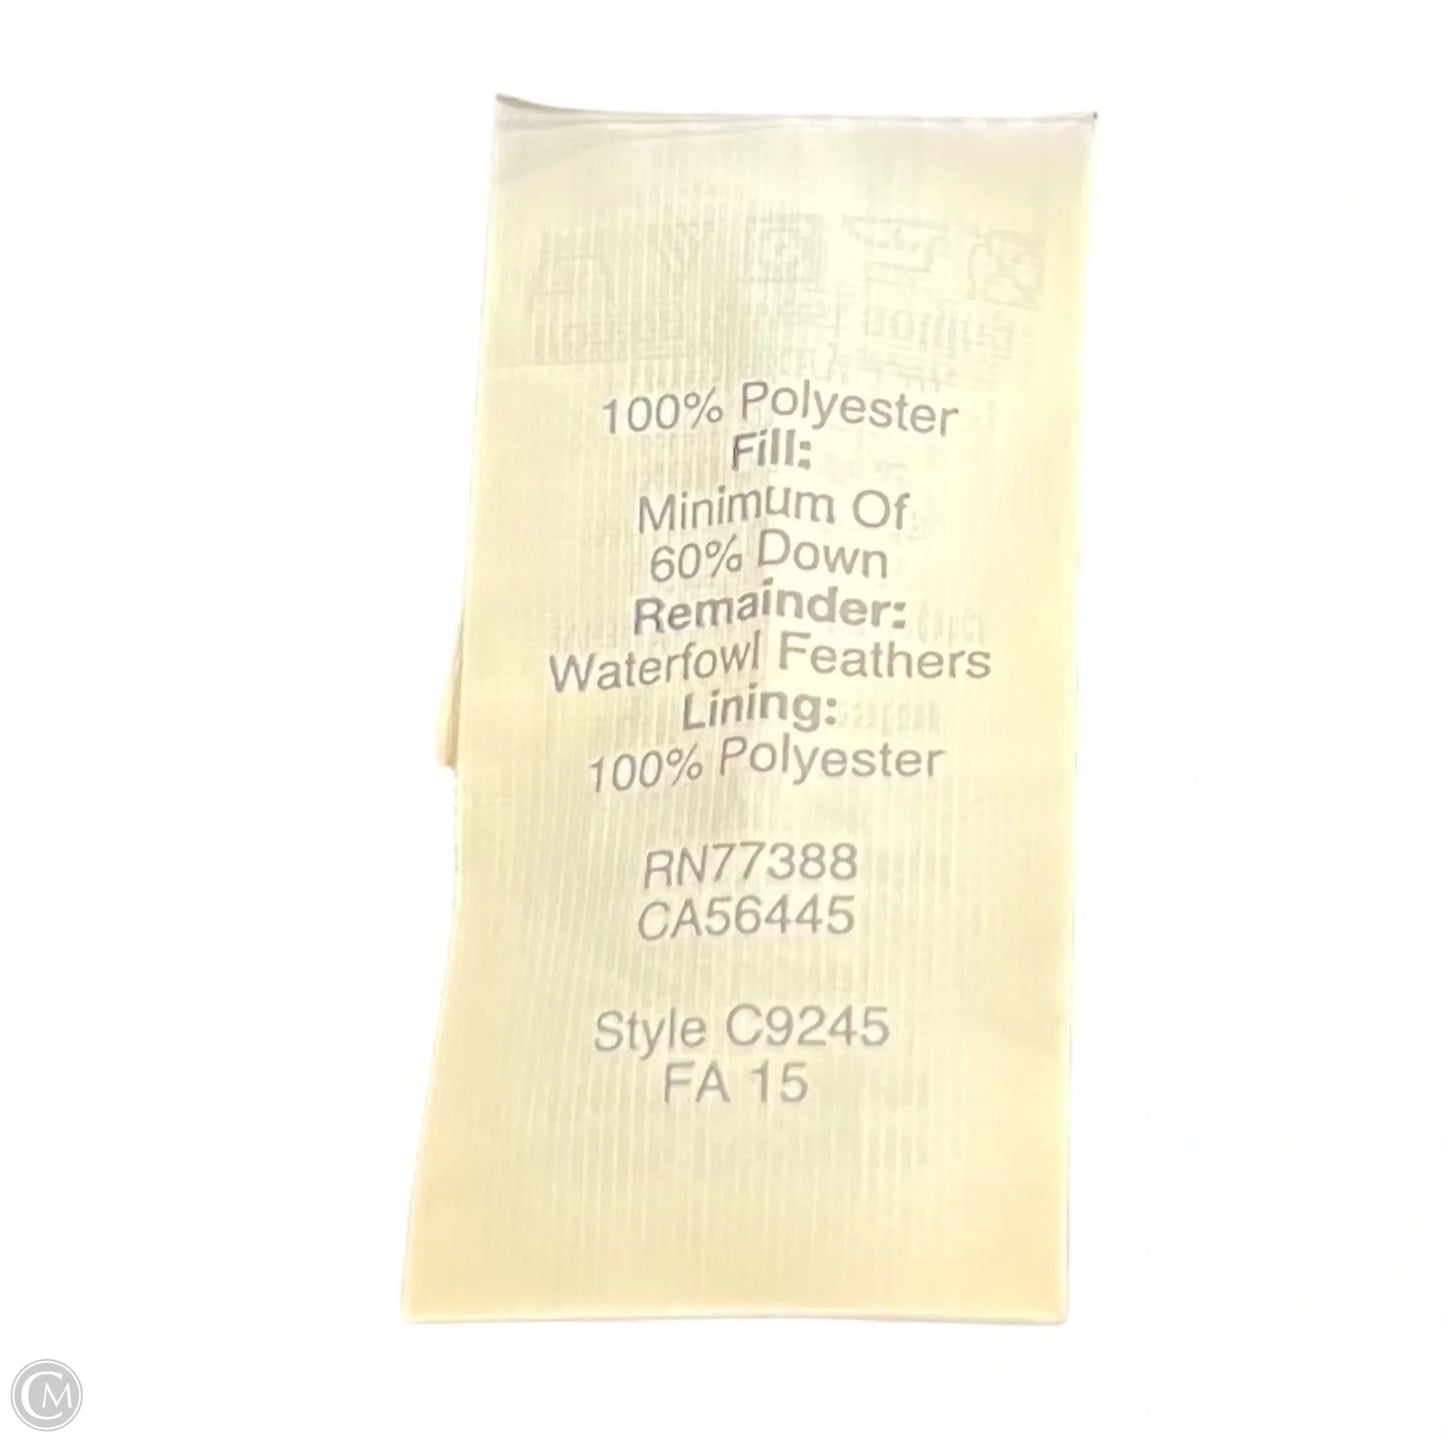 100% Polyester
Fill:
Minimum Of
60% Down
Remainder:
Waterfowl Feathers
Lining:
100% Polyester
RN77388
CA56445
Style C9245
FA 15
CM